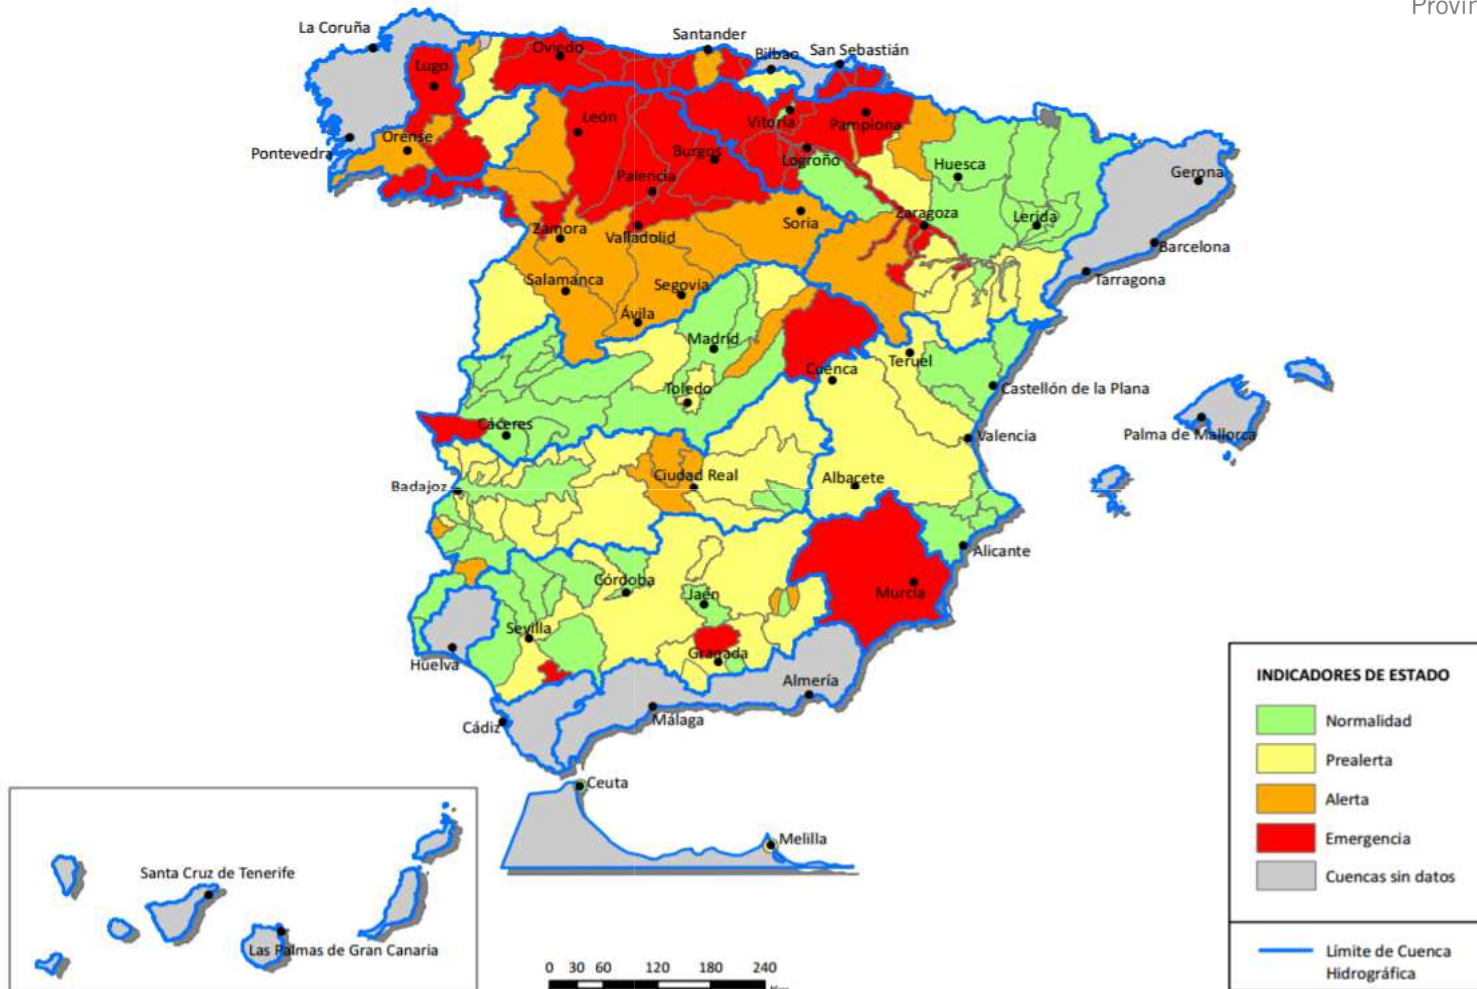 Provin
La Coruña
Santander
Oviedo
Bilbao
San Sebastián
Lugo
León
Vitoria
Pamplona
Orense
Pontevedra
Burgos
Logroño
Huesca
Gerona
Palencia
Zaragoza
Lerida
Soria
Zamora
Valladolid
Barcelona
Salamanca
Segovia
Tarragona
Ávila
Madrid
Teruel
Cuenca
Toledo
Castellón de la Plana
Cáceres
Valencia
Palma de Mallorca
Ciudad Real
Albacete
Badajoz
Alicante
Córdoba
Jaén
Murcia
Sevilla
Granada
Huelva
Almería
Cádiz
Málaga
Ceuta
Melilla
Santa Cruz de Tenerife
Las Palmas de Gran Canaria
INDICADORES DE ESTADO
Normalidad
Prealerta
Alerta
Emergencia
Cuencas sin datos
Límite de Cuenca
Hidrográfica
0 30 60 120 180 240